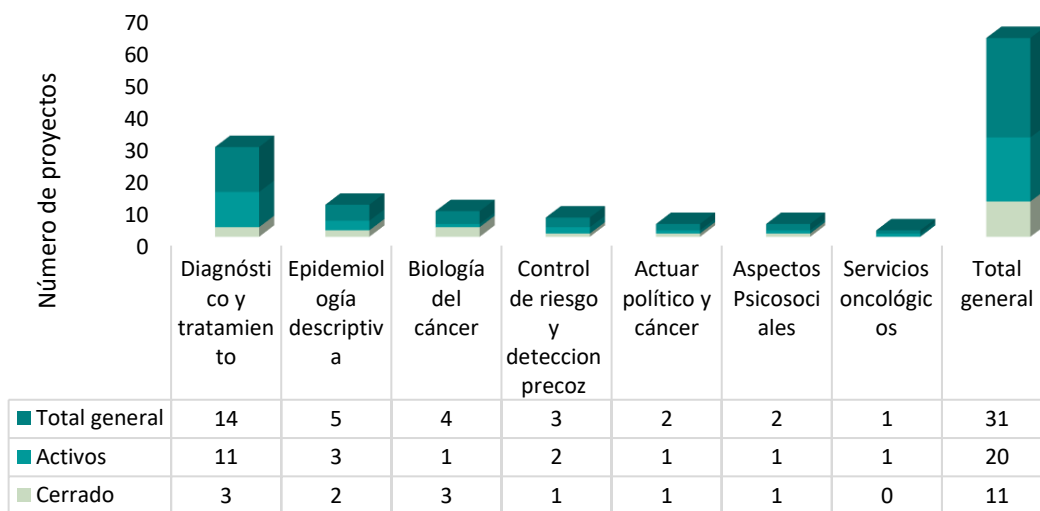 70
60
50
40
30
20
10
0
Número de proyectos
Diagnósti
co y
tratamien
to
Epidemiol
ogía
descriptiv
a
Biología
del
cáncer
Control
de riesgo
y
deteccion
precoz
Actuar
político y
cáncer
Aspectos
Psicosoci
ales
Servicios
oncológic
os
Total
general
Total general 14 5 4 3 2 2 1 31
Activos 11 3 1 2 1 1 1 20
Cerrado 3 2 3 1 1 1 0 11